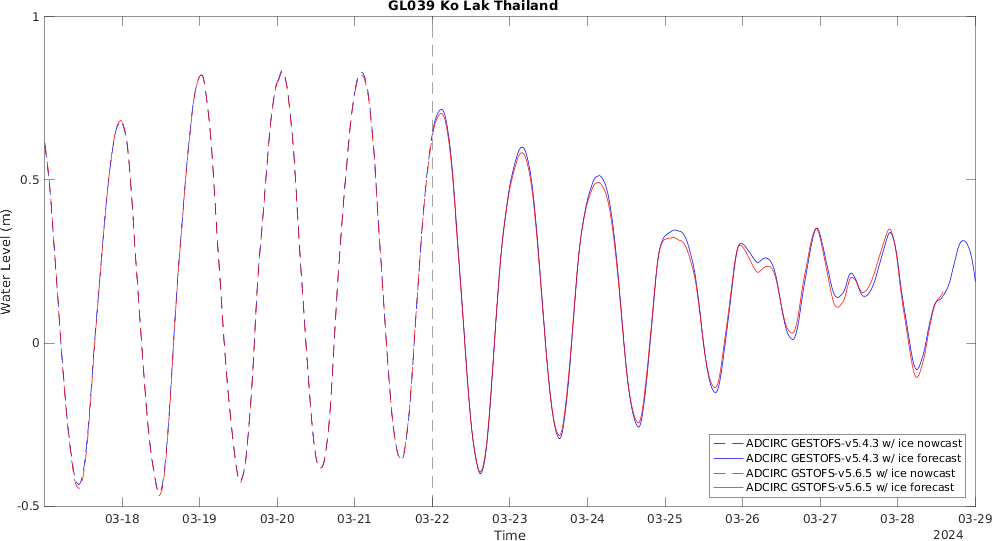 GL039 Ko Lak Thailand
1
0.5
0
-0.5
Water Level (m)
03-18 03-19 03-20 03-21 03-22 03-23 03-24 03-25 03-26 03-27 03-28 03-29
Time
2024
ADCIRC GESTOFS-v5.4.3 w/ ice nowcast
ADCIRC GESTOFS-v5.4.3 w/ ice forecast
ADCIRC GSTOFS-v5.6.5 w/ ice nowcast
ADCIRC GSTOFS-v5.6.5 w/ ice forecast